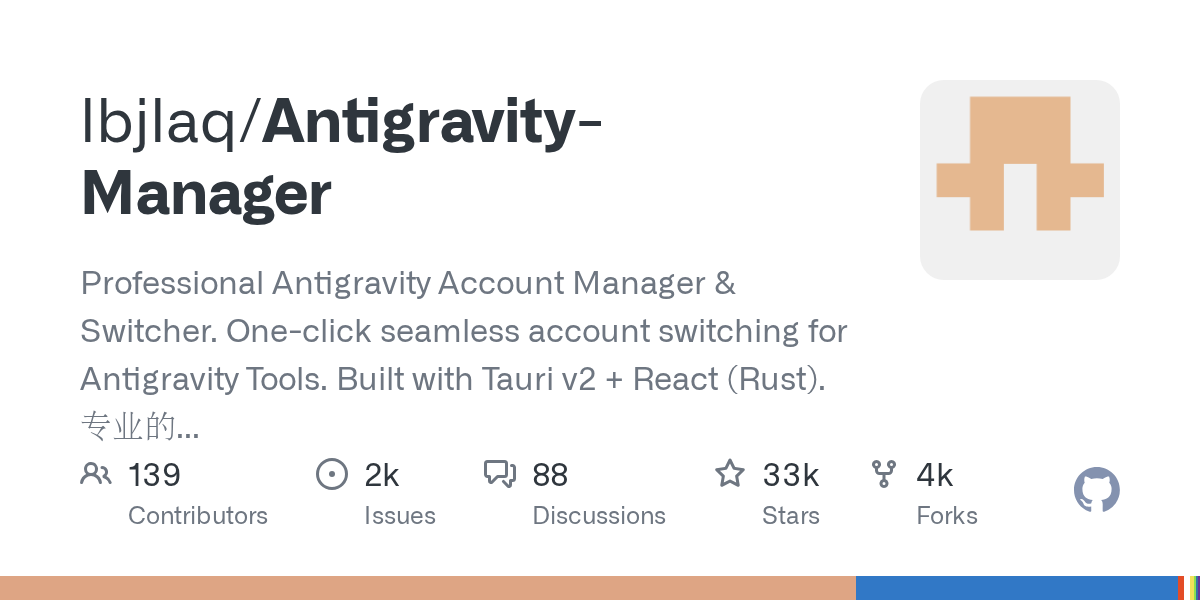 lbjlaq/Antigravity-
Manager
Professional Antigravity Account Manager &
Switcher. One-click seamless account switching for
Antigravity Tools. Built with Tauri v2 + React (Rust).
专业的...
139
Contributors
2k
Issues
88
Discussions
33k
Stars
4k
Forks